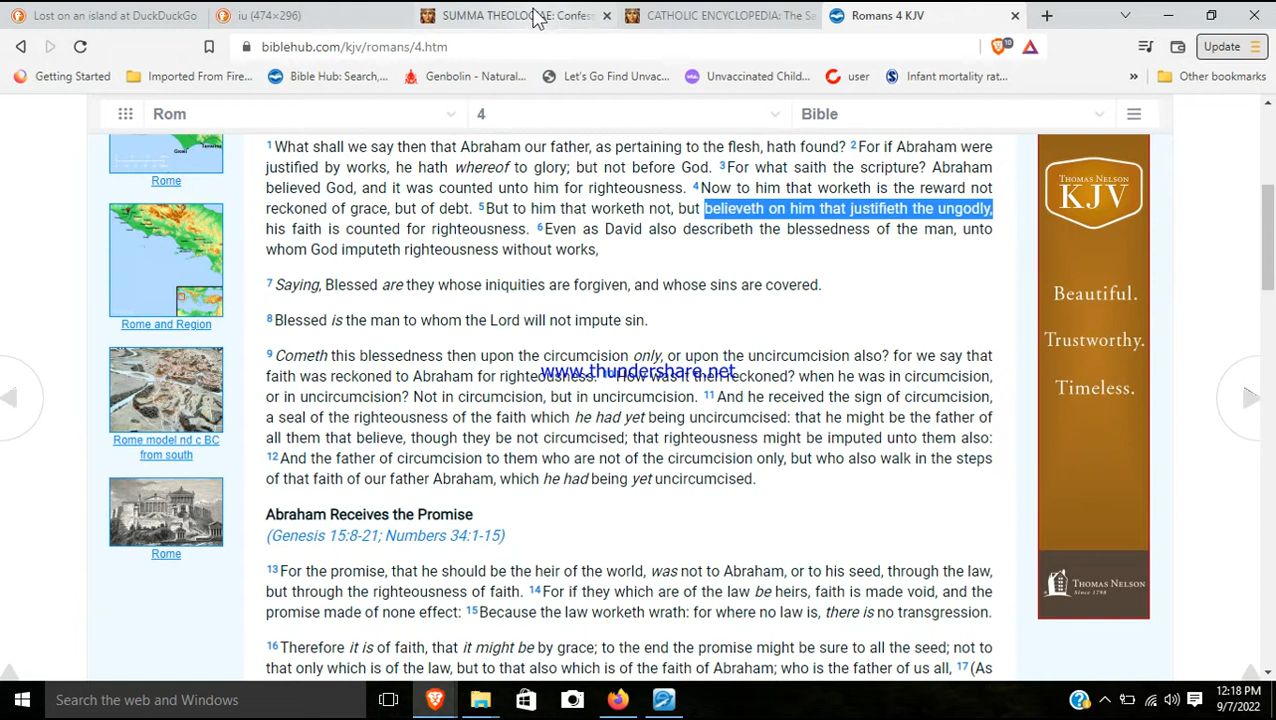 Lost on an island at DuckDuckGo
iu (474×296)
SUMMA THEOLOGIAE: Confess
CATHOLIC ENCYCLOPEDIA: The Sa
Romans 4 KJV
biblehub.com/kjv/romans/4.htm
10
Update
Getting Started
Imported From Fire...
Bible Hub: Search,...
Genbolin - Natural...
Let's Go Find Unvac...
Unvaccinated Child...
user
Infant mortality rat...
»
Other bookmarks
Rom
4
Bible
1 What shall we say then that Abraham our father, as pertaining to the flesh, hath found? 2 For if Abraham were
justified by works, he hath whereof to glory; but not before God. 3 For what saith the scripture? Abraham
believed God, and it was counted unto him for righteousness. 4 Now to him that worketh is the reward not
reckoned of grace, but of debt. 5 But to him that worketh not, but believeth on him that justifieth the ungodly,
his faith is counted for righteousness. 6 Even as David also describeth the blessedness of the man, unto
whom God imputeth righteousness without works,
7 Saying, Blessed are they whose iniquities are forgiven, and whose sins are covered.
8 Blessed is the man to whom the Lord will not impute sin.
9 Cometh this blessedness then upon the circumcision only, or upon the uncircumcision also? for we say that
faith was reckoned to Abraham for righteousness. 10 How was it then reckoned? when he was in circumcision,
www.thundershare.net
or in uncircumcision? Not in circumcision, but in uncircumcision. 11 And he received the sign of circumcision,
a seal of the righteousness of the faith which he had yet being uncircumcised: that he might be the father of
all them that believe, though they be not circumcised; that righteousness might be imputed unto them also:
12 And the father of circumcision to them who are not of the circumcision only, but who also walk in the steps
of that faith of our father Abraham, which he had being yet uncircumcised.
Abraham Receives the Promise
(Genesis 15:8-21; Numbers 34:1-15)
13 For the promise, that he should be the heir of the world, was not to Abraham, or to his seed, through the law,
but through the righteousness of faith. 14 For if they which are of the law be heirs, faith is made void, and the
promise made of none effect: 15 Because the law worketh wrath: for where no law is, there is no transgression.
16 Therefore it is of faith, that it might be by grace; to the end the promise might be sure to all the seed; not to
that only which is of the law, but to that also which is of the faith of Abraham; who is the father of us all, 17 (As
Rome
Rome and Region
Rome model nd c BC
from south
Rome
THOMAS NELSON
KJV
Beautiful.
Trustworthy.
Timeless.
THOMAS NELSON
Since 1798
Search the web and Windows
12:18 PM
9/7/2022